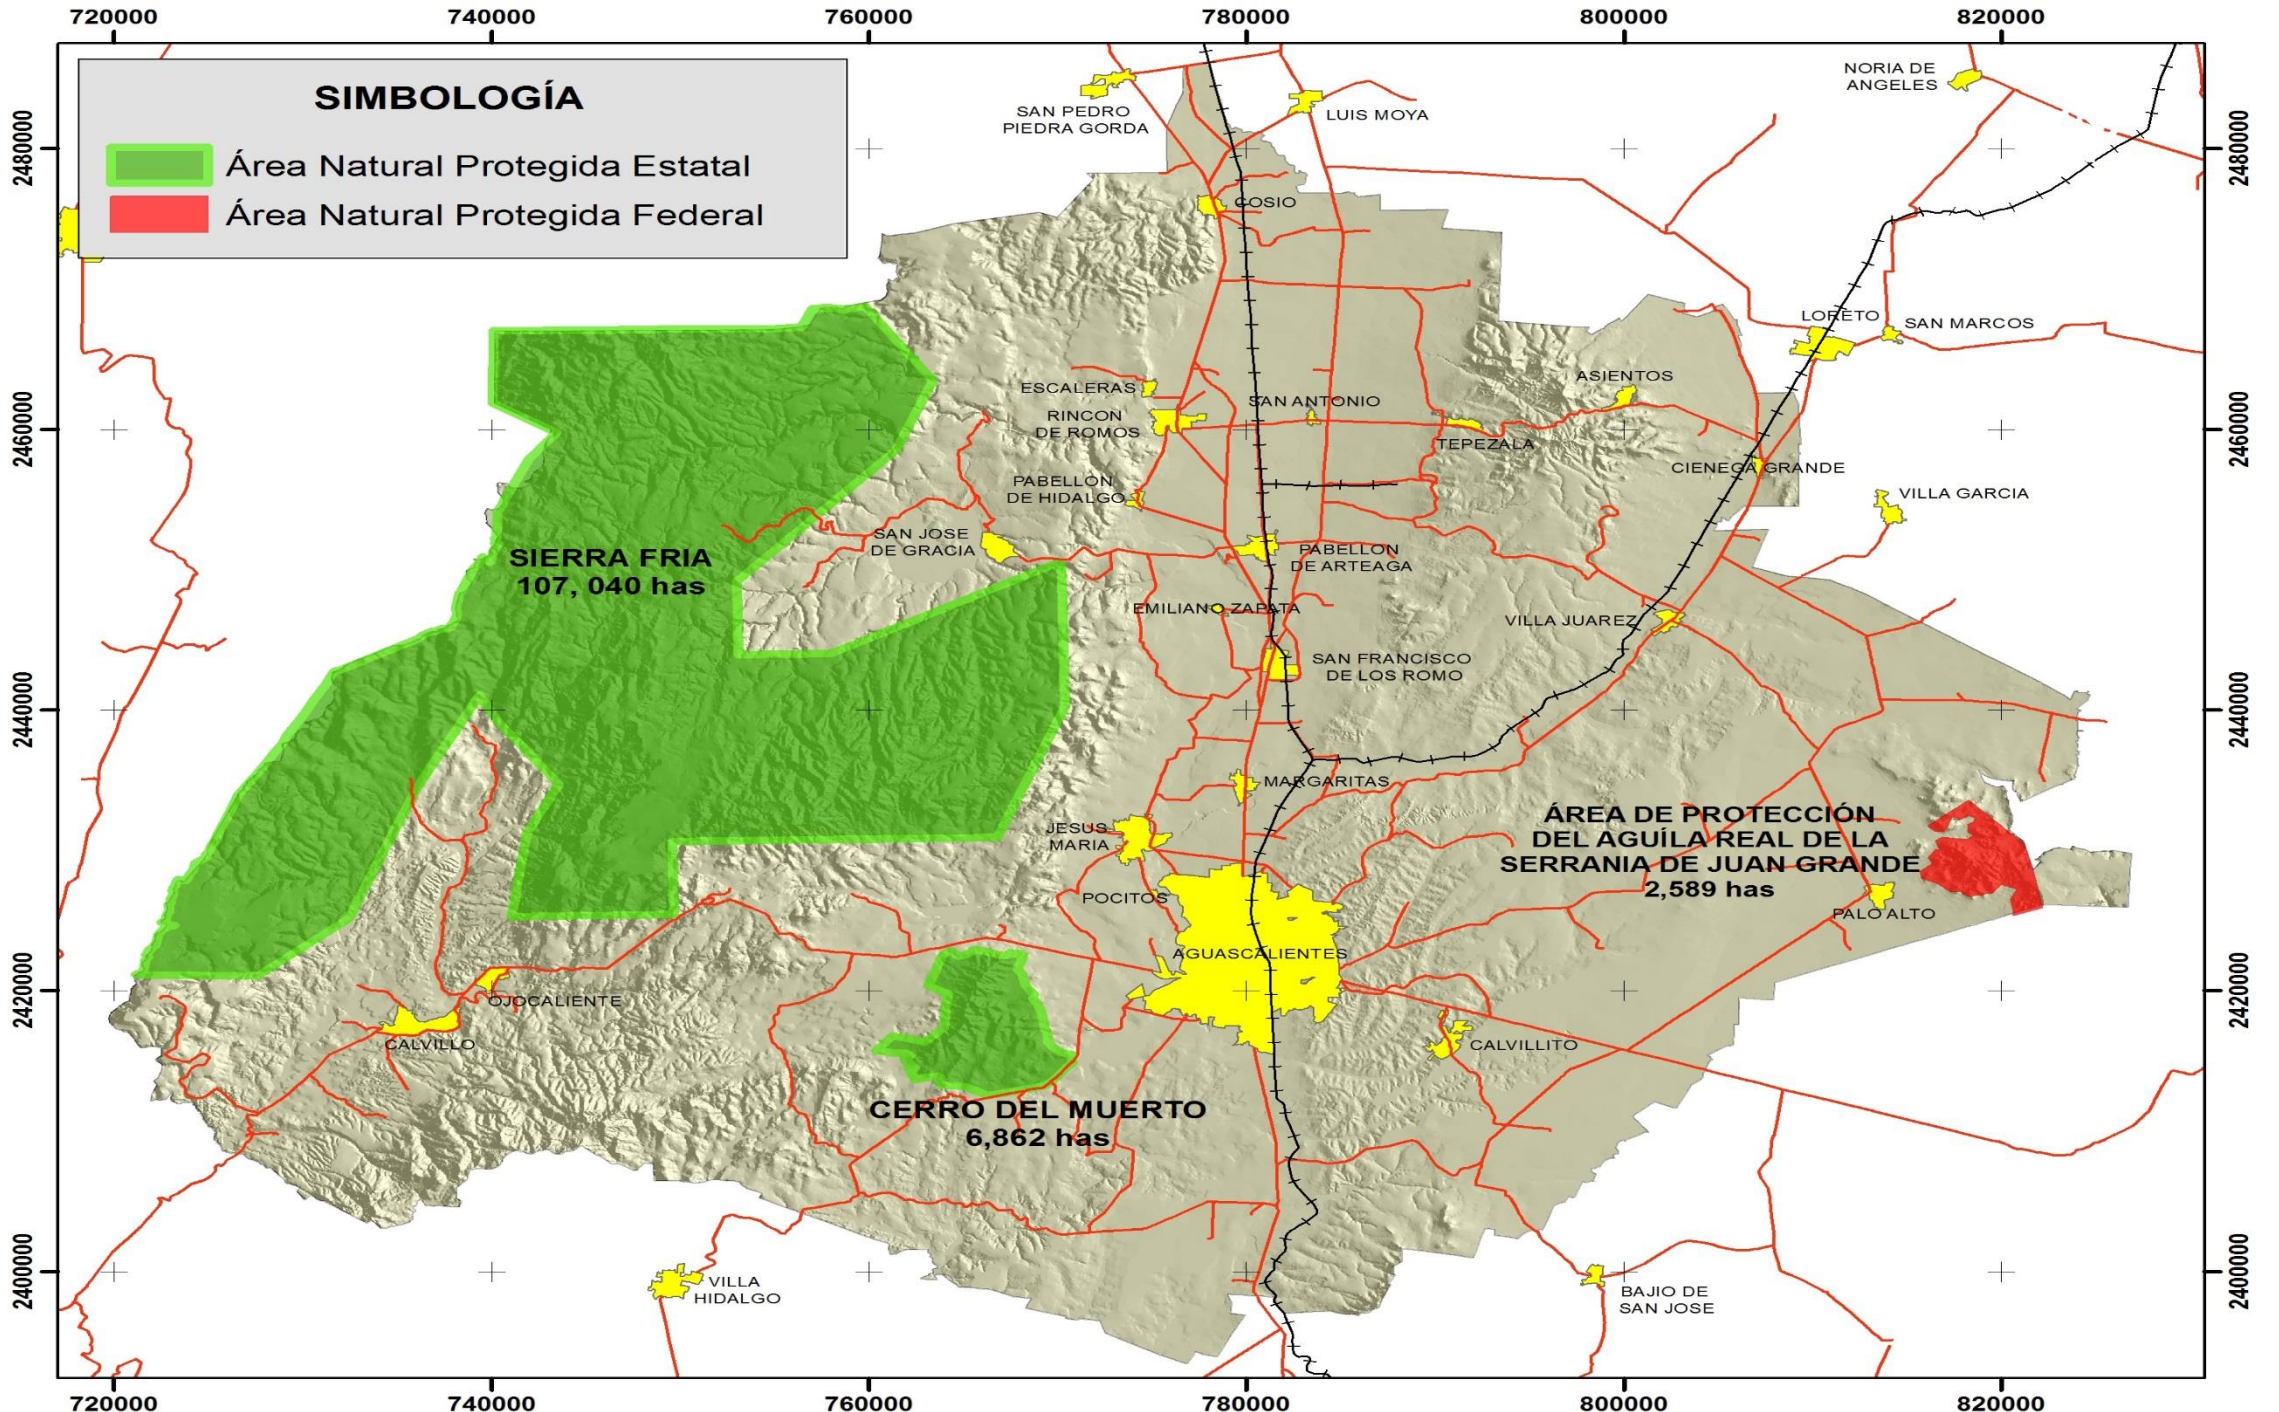 720000
740000
760000
780000
800000
820000
SIMBOLOGÍA
Área Natural Protegida Estatal
Área Natural Protegida Federal
2480000
2460000
2440000
2420000
2400000
2480000
2460000
2440000
2420000
2400000
SAN PEDRO
PIEDRA GORDA
LUIS MOYA
NORIA DE
ANGELES
COSIO
LORETO
SAN MARCOS
ESCALERAS
RINCON
DE ROMOS
SAN ANTONIO
ASIENTOS
TEPEZALA
CIENEGA GRANDE
PABELLON
DE HIDALGO
VILLA GARCIA
SAN JOSE
DE GRACIA
PABELLON
DE ARTEAGA
SIERRA FRIA
107, 040 has
EMILIANO ZAPATA
VILLA JUAREZ
SAN FRANCISCO
DE LOS ROMO
MARGARITAS
JESUS
MARIA
ÁREA DE PROTECCIÓN
DEL AGUÍLA REAL DE LA
SERRANIA DE JUAN GRANDE
2,589 has
POCITOS
PALO ALTO
AGUASCALIENTES
OJOCALIENTE
CALVILLO
CALVILLITO
CERRO DEL MUERTO
6,862 has
VILLA
HIDALGO
BAJIO DE
SAN JOSE
720000
740000
760000
780000
800000
820000